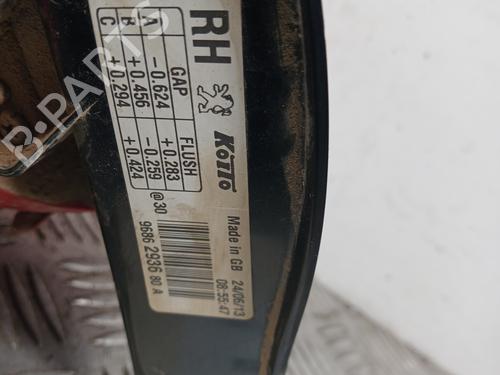 RH
GAP FLUSH
A -0.624 +0.283
B +0.456 -0.259
C +0.294 +0.424
@30
9686 2936 80 A
Made in GB 24/06/13
08:55:47
B-PARTS